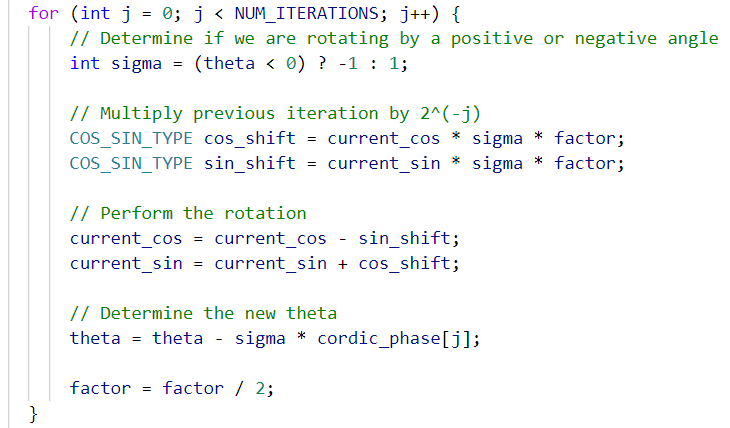 for (int j = 0; j < NUM_ITERATIONS; j++) {
// Determine if we are rotating by a positive or negative angle
int sigma = (theta < 0) ? -1 : 1;
// Multiply previous iteration by 2^(-j)
COS_SIN_TYPE cos_shift = current_cos * sigma * factor;
COS_SIN_TYPE sin_shift = current_sin * sigma * factor;
// Perform the rotation
current_cos = current_cos - sin_shift;
current_sin = current_sin + cos_shift;
// Determine the new theta
theta = theta - sigma * cordic_phase[j];
factor = factor / 2;
}